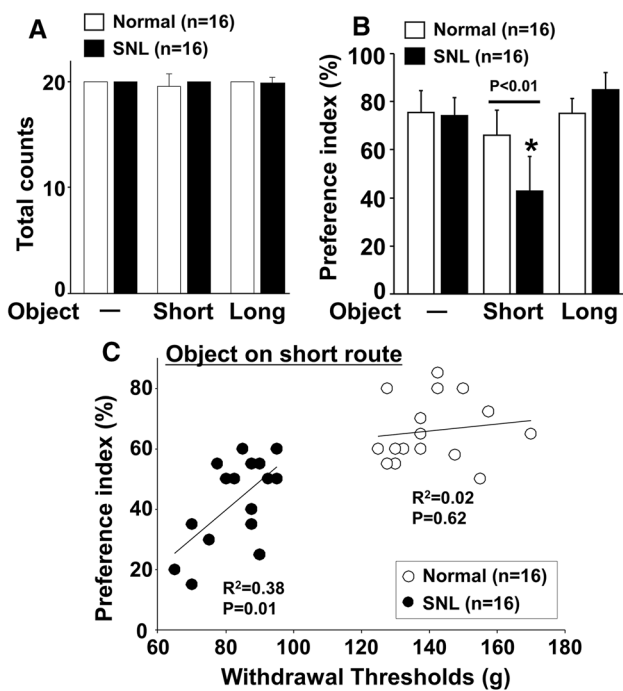 A
Normal (n=16)
SNL (n=16)
Total counts
20
10
0
Object — Short Long
B
Normal (n=16)
SNL (n=16)
P<0.01
*
Preference index (%)
100
80
60
40
20
0
Object — Short Long
C
Object on short route
Preference index (%)
80
60
40
20
0
R²=0.02
P=0.62
R²=0.38
P=0.01
Normal (n=16)
SNL (n=16)
60 80 100 120 140 160 180
Withdrawal Thresholds (g)